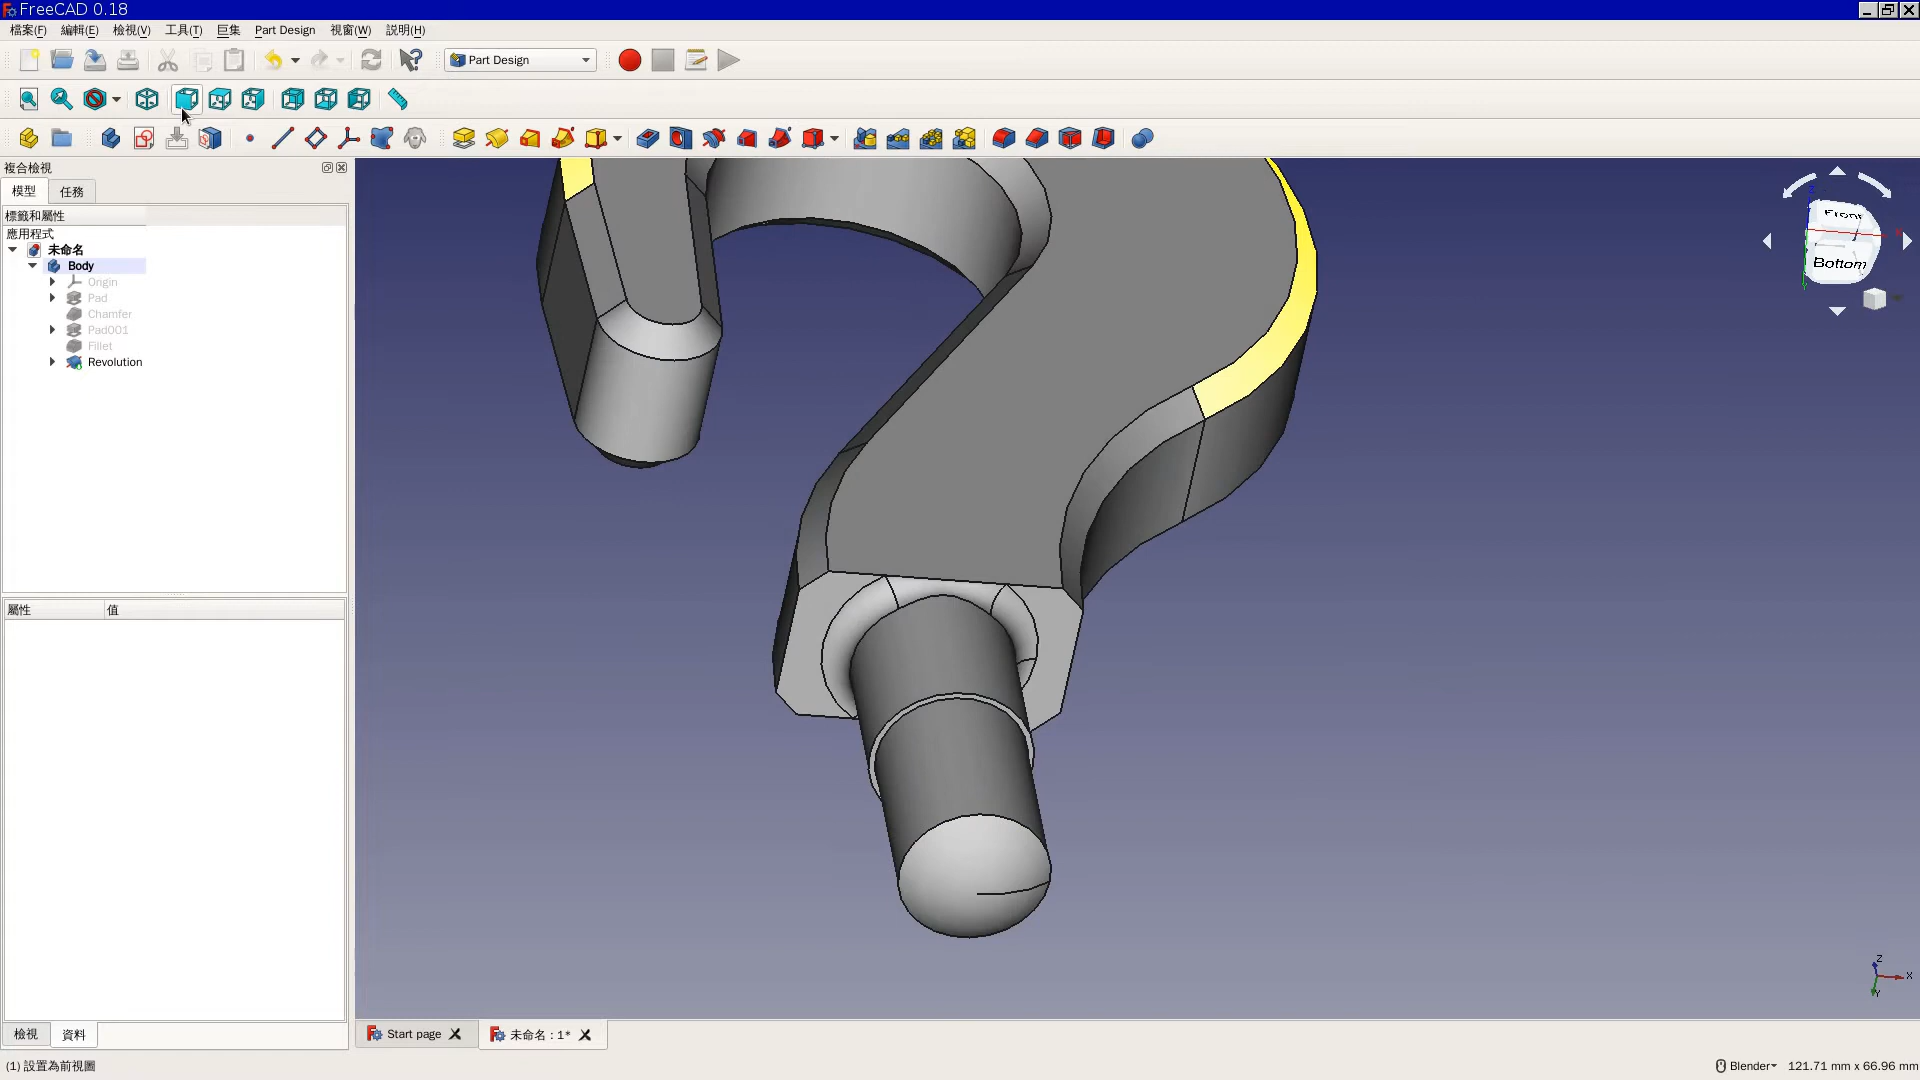 FreeCAD 0.18
檔案(F) 編輯(E) 檢視(V) 工具(T) 巨集 Part Design 視窗(W) 説明(H)
Part Design
複合檢視
模型 任務
標籤和屬性
應用程式
未命名
Body
Origin
Pad
Chamfer
Pad001
Fillet
Revolution
屬性 值
檢視 資料
Front
Bottom
Z
X
Y
Start page 未命名 : 1*
(1) 設置為前視圖
Blender 121.71 mm x 66.96 mm